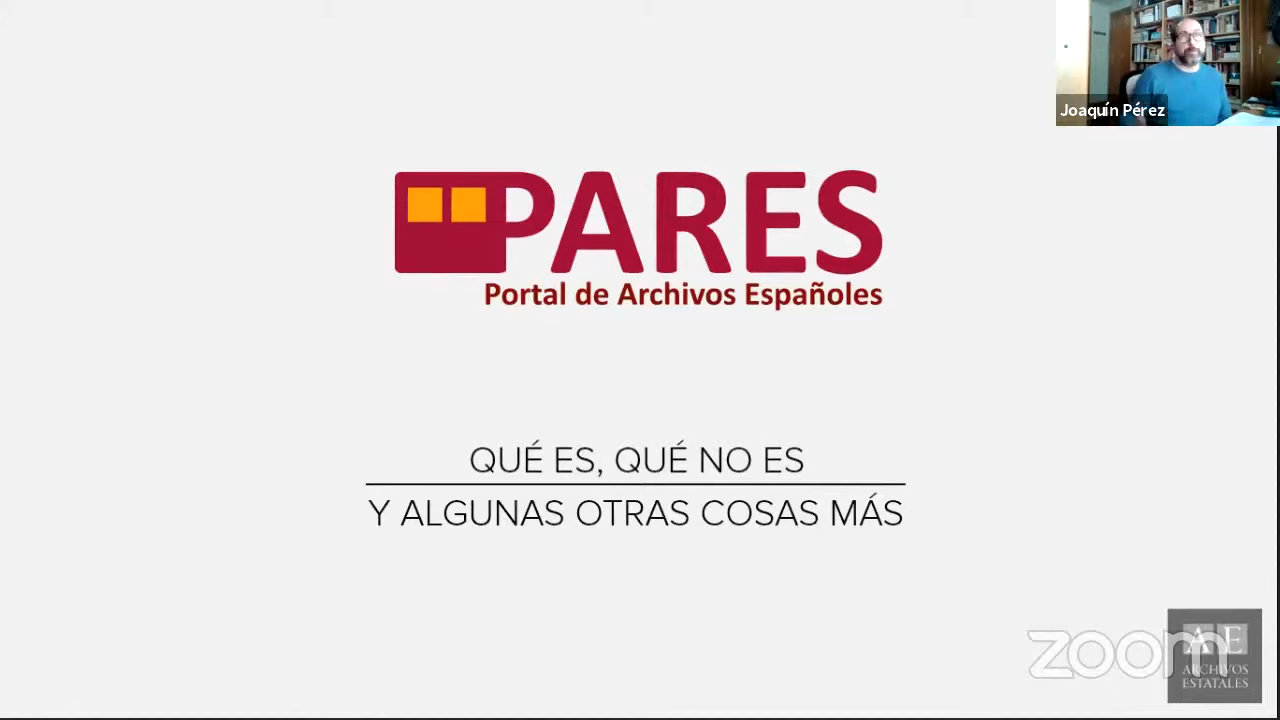 Joaquín Pérez
PARES
Portal de Archivos Españoles
QUÉ ES, QUÉ NO ES
Y ALGUNAS OTRAS COSAS MÁS
zoom
A E
ARCHIVOS
ESTATALES